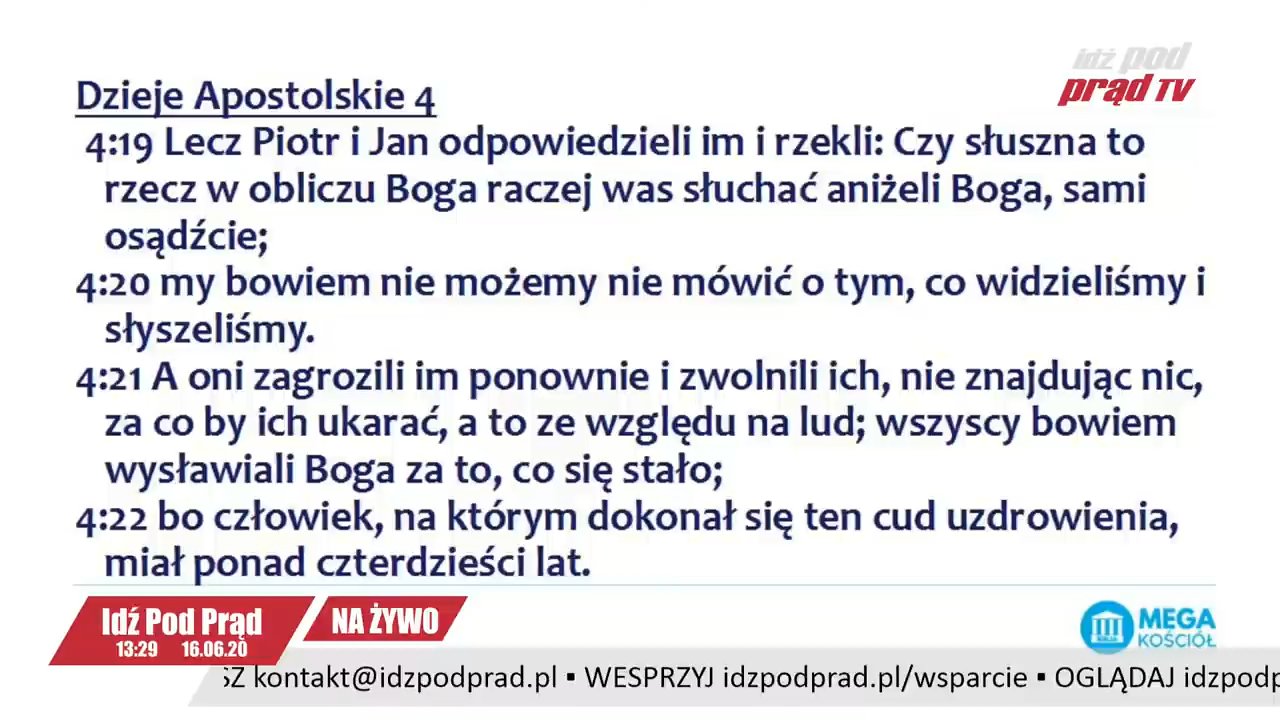 idź pod
prąd TV
Dzieje Apostolskie 4
4:19 Lecz Piotr i Jan odpowiedzieli im i rzekli: Czy słuszna to
rzecz w obliczu Boga raczej was słuchać aniżeli Boga, sami
osądźcie;
4:20 my bowiem nie możemy nie mówić o tym, co widzieliśmy i
słyszeliśmy.
4:21 A oni zagrozili im ponownie i zwolnili ich, nie znajdując nic,
za co by ich ukarać, a to ze względu na lud; wszyscy bowiem
wysławiali Boga za to, co się stało;
4:22 bo człowiek, na którym dokonał się ten cud uzdrowienia,
miał ponad czterdzieści lat.
Idź Pod Prąd
NA ŻYWO
13:29 16.06.20
MEGA
KOŚCIÓŁ
SZ kontakt@idzpodprad.pl ▪ WESPRZYJ idzpodprad.pl/wsparcie ▪ OGLĄDAJ idzpodp